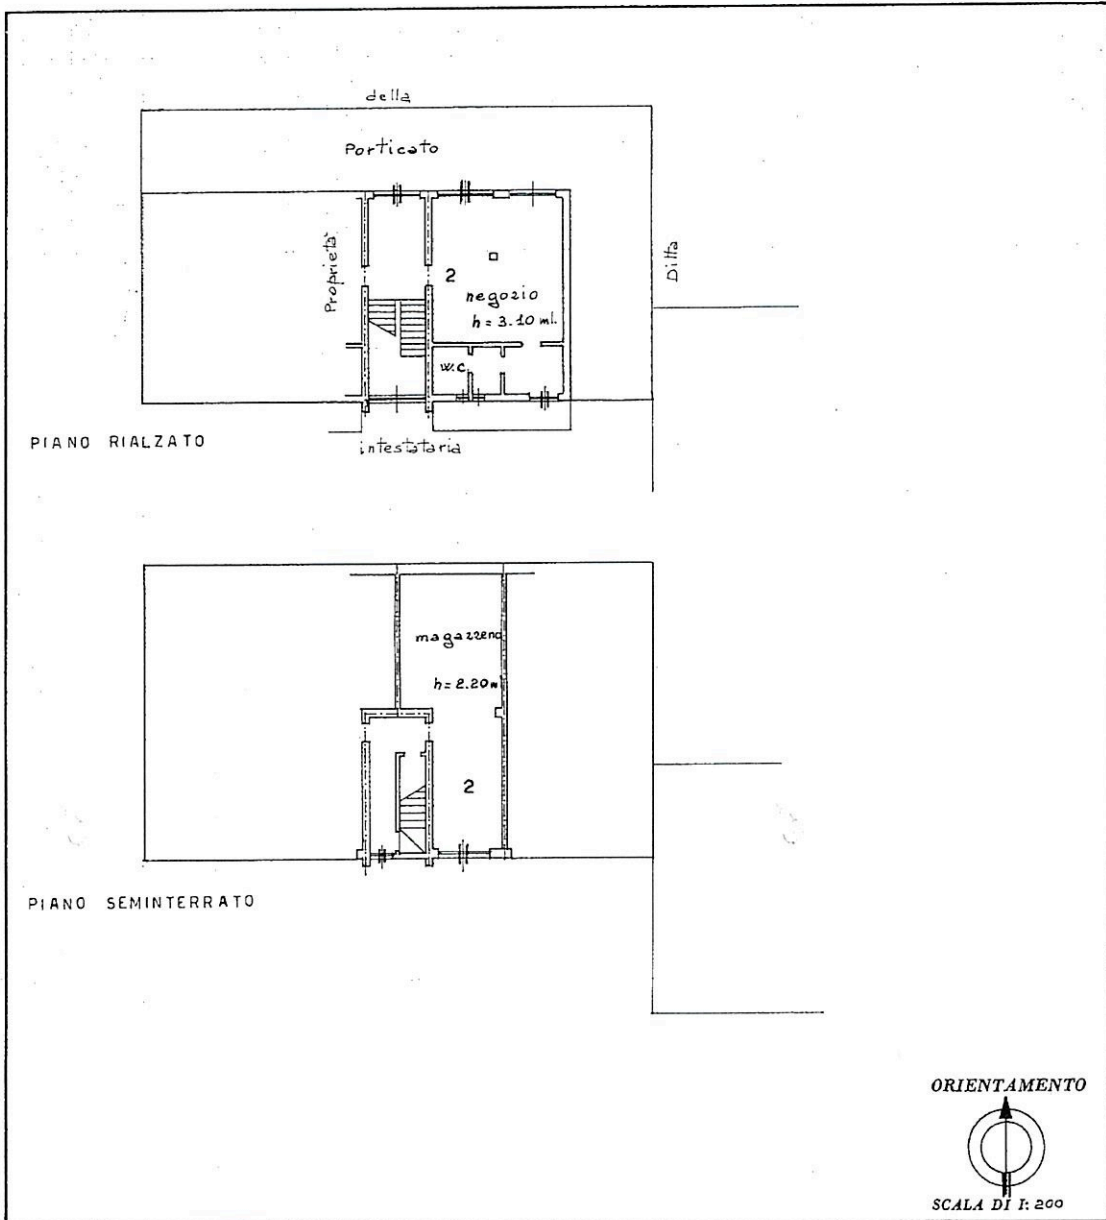 della
Porticato
Proprietà
Ditta
2
negozio
h = 3.10 ml.
w.c.
PIANO RIALZATO
intestataria
magazzeno
h = 2.20 m
2
PIANO SEMINTERRATO
ORIENTAMENTO
SCALA DI I: 200